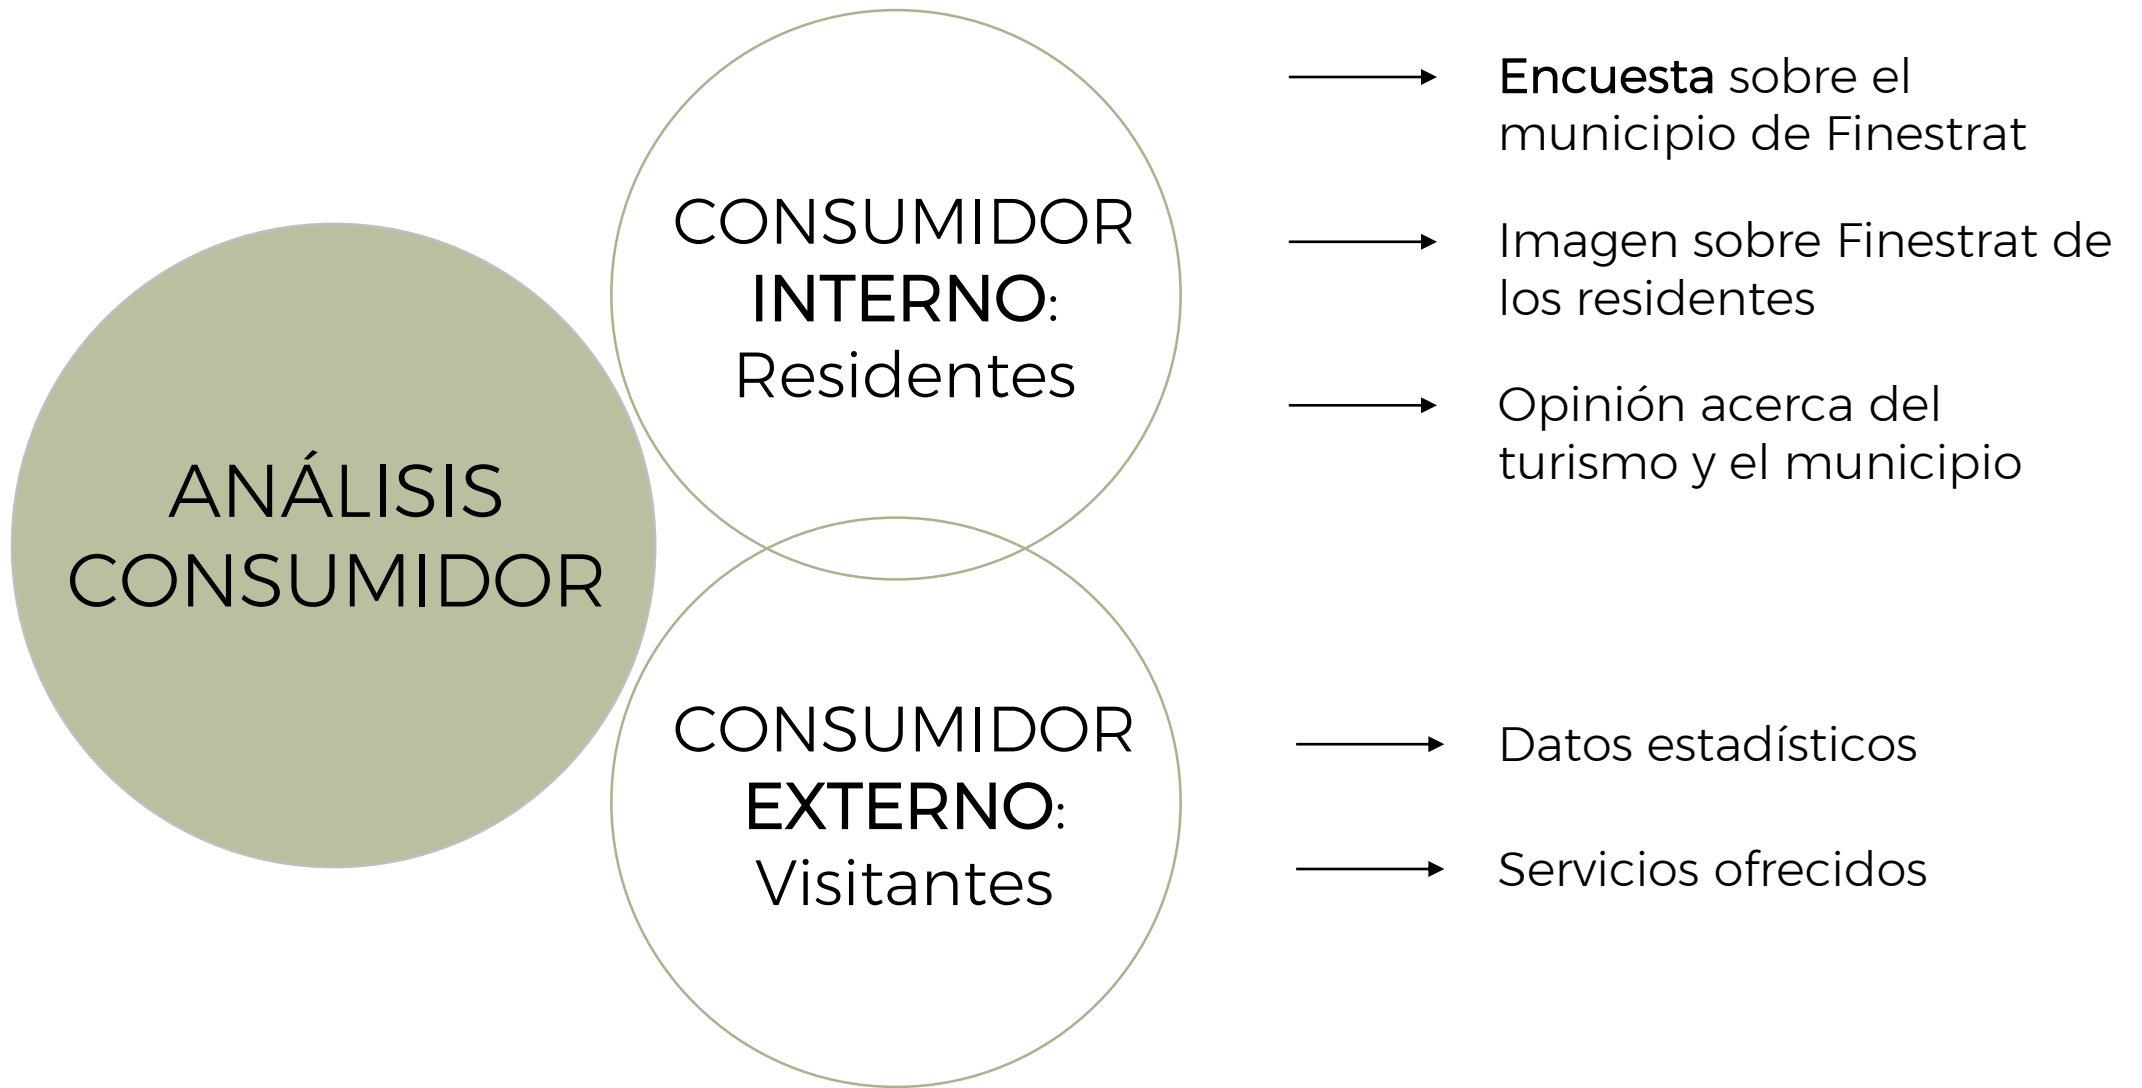 ANÁLISIS
CONSUMIDOR
CONSUMIDOR
INTERNO:
Residentes
Encuesta sobre el
municipio de Finestrat
Imagen sobre Finestrat de
los residentes
Opinión acerca del
turismo y el municipio
CONSUMIDOR
EXTERNO:
Visitantes
Datos estadísticos
Servicios ofrecidos